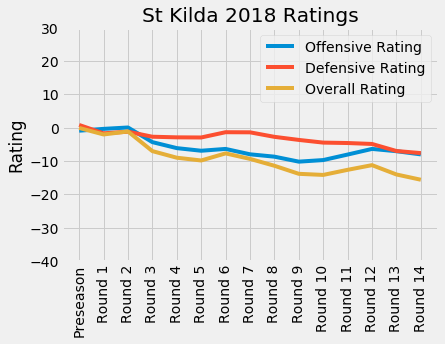 St Kilda 2018 Ratings
Offensive Rating
Defensive Rating
Overall Rating
Rating
30
20
10
0
−10
−20
−30
−40
Preseason
Round 1
Round 2
Round 3
Round 4
Round 5
Round 6
Round 7
Round 8
Round 9
Round 10
Round 11
Round 12
Round 13
Round 14